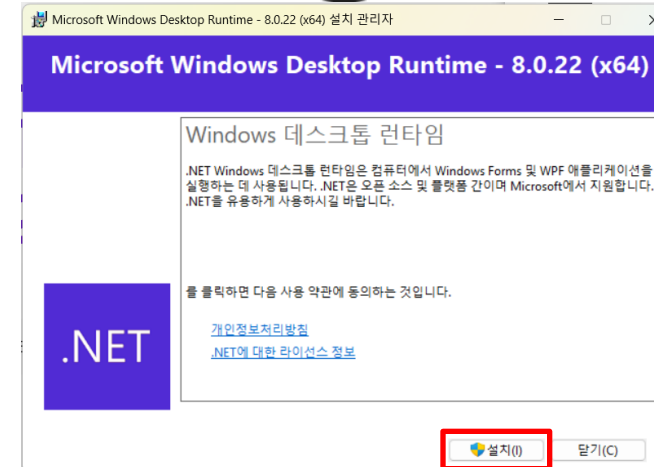 Microsoft Windows Desktop Runtime - 8.0.22 (x64) 설치 관리자
Microsoft Windows Desktop Runtime - 8.0.22 (x64)
Windows 데스크톱 런타임
.NET Windows 데스크톱 런타임은 컴퓨터에서 Windows Forms 및 WPF 애플리케이션을
실행하는 데 사용됩니다. .NET은 오픈 소스 및 플랫폼 간이며 Microsoft에서 지원합니다.
.NET을 유용하게 사용하시길 바랍니다.
를 클릭하면 다음 사용 약관에 동의하는 것입니다.
개인정보처리방침
.NET에 대한 라이선스 정보
.NET
설치(I)
닫기(C)